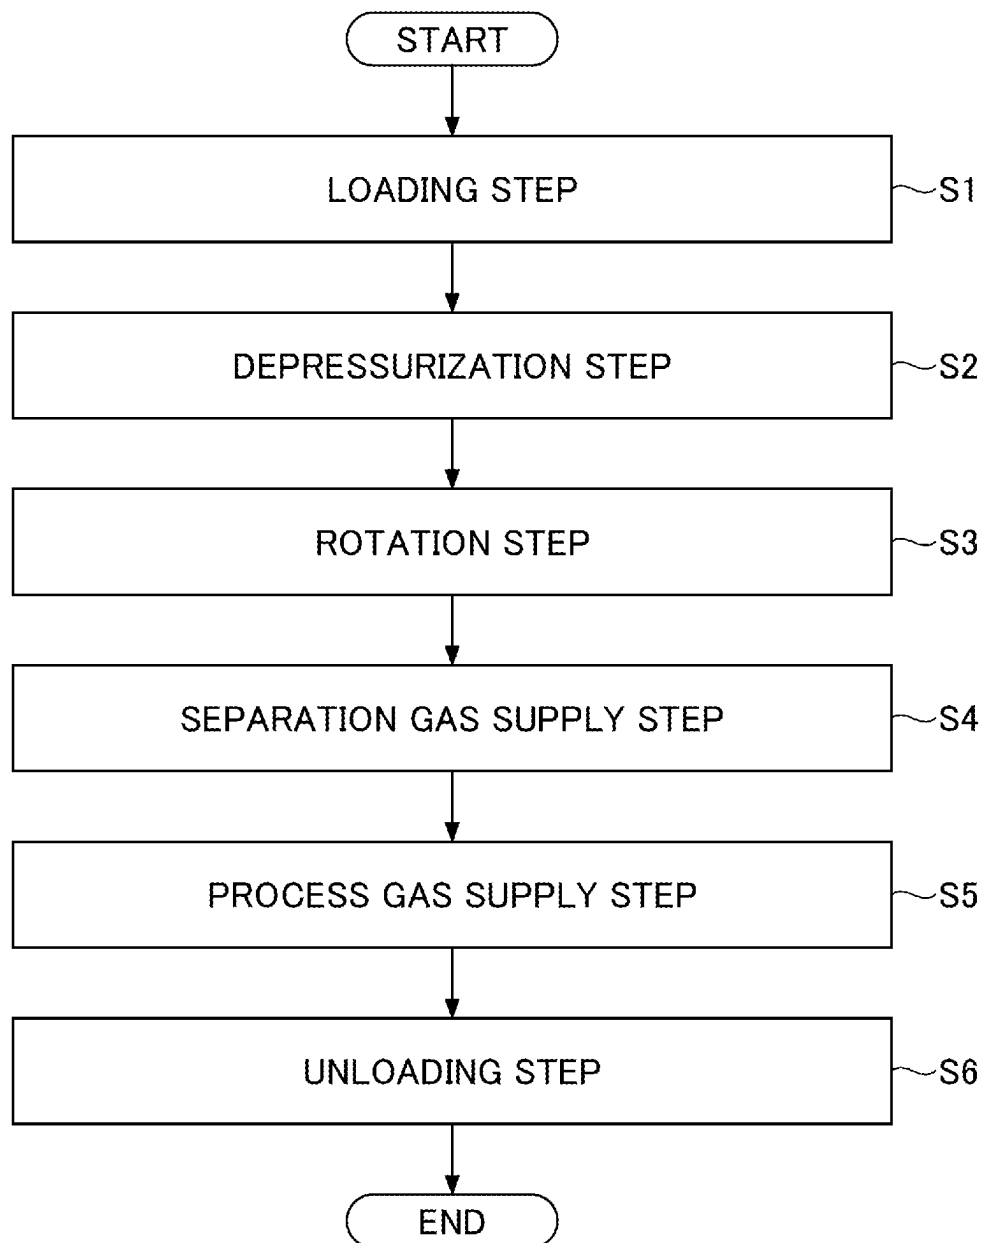 START
LOADING STEP
S1
DEPRESSURIZATION STEP
S2
ROTATION STEP
S3
SEPARATION GAS SUPPLY STEP
S4
PROCESS GAS SUPPLY STEP
S5
UNLOADING STEP
S6
END